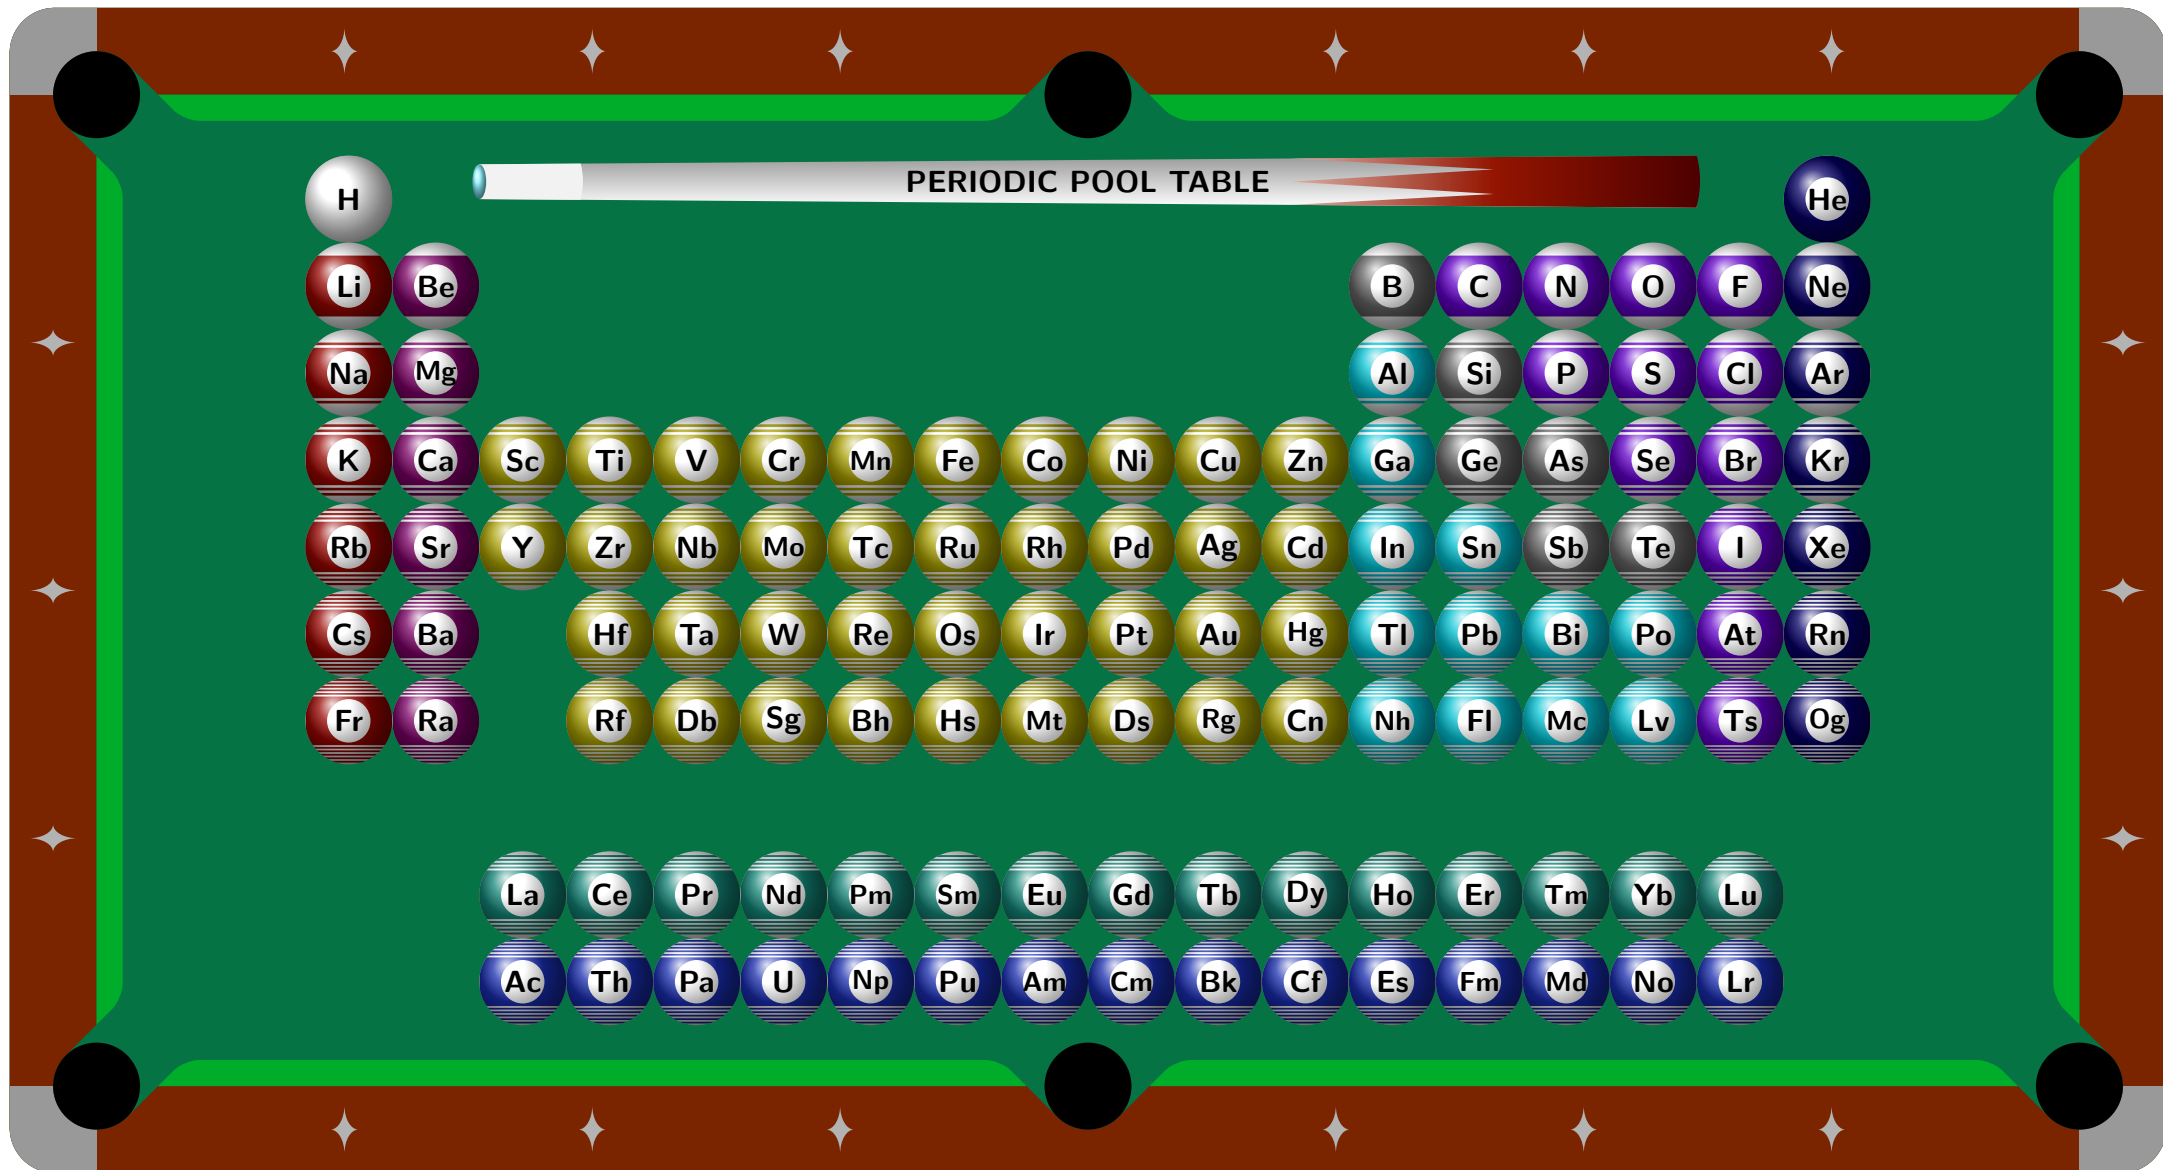 PERIODIC POOL TABLE
H He
Li Be B C N O F Ne
Na Mg Al Si P S Cl Ar
K Ca Sc Ti V Cr Mn Fe Co Ni Cu Zn Ga Ge As Se Br Kr
Rb Sr Y Zr Nb Mo Tc Ru Rh Pd Ag Cd In Sn Sb Te I Xe
Cs Ba Hf Ta W Re Os Ir Pt Au Hg Tl Pb Bi Po At Rn
Fr Ra Rf Db Sg Bh Hs Mt Ds Rg Cn Nh Fl Mc Lv Ts Og
La Ce Pr Nd Pm Sm Eu Gd Tb Dy Ho Er Tm Yb Lu
Ac Th Pa U Np Pu Am Cm Bk Cf Es Fm Md No Lr